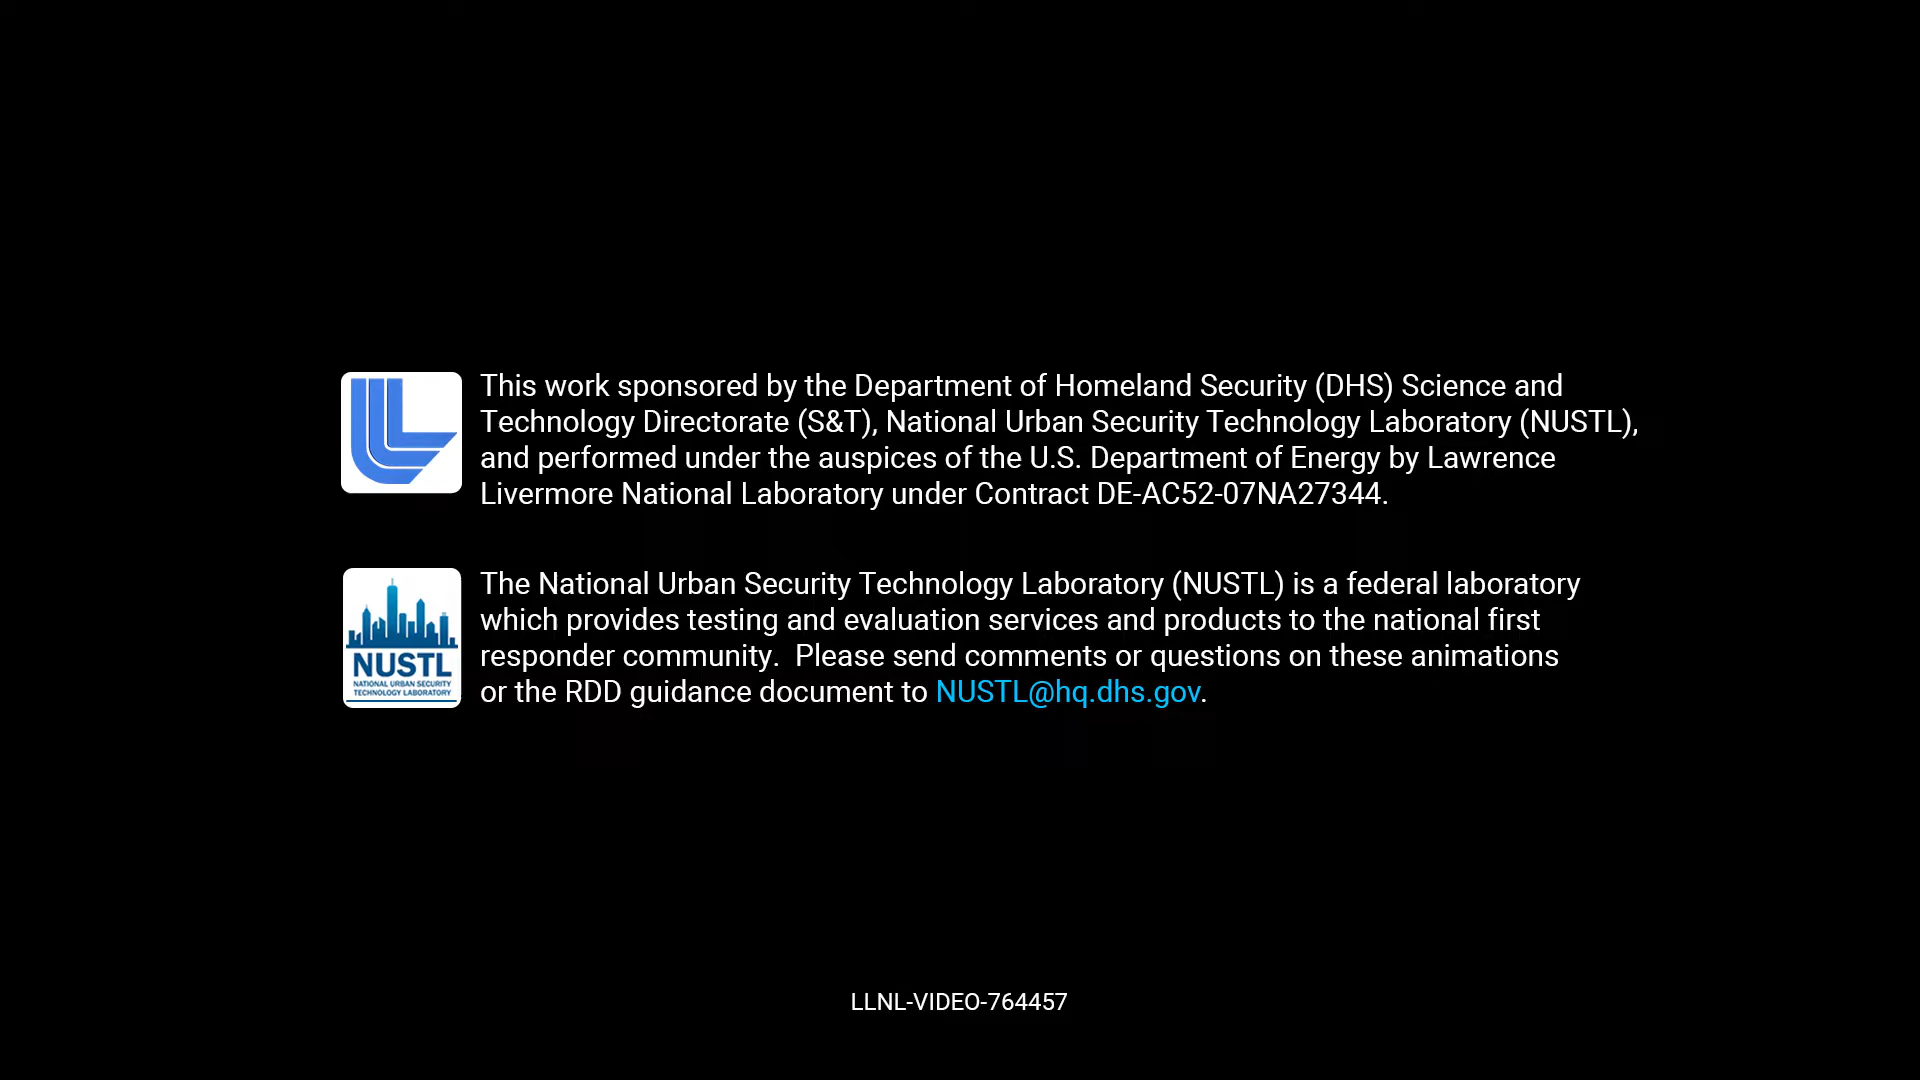 This work sponsored by the Department of Homeland Security (DHS) Science and
Technology Directorate (S&T), National Urban Security Technology Laboratory (NUSTL),
and performed under the auspices of the U.S. Department of Energy by Lawrence
Livermore National Laboratory under Contract DE-AC52-07NA27344.
NUSTL
NATIONAL URBAN SECURITY
TECHNOLOGY LABORATORY
The National Urban Security Technology Laboratory (NUSTL) is a federal laboratory
which provides testing and evaluation services and products to the national first
responder community.  Please send comments or questions on these animations
or the RDD guidance document to NUSTL@hq.dhs.gov.
LLNL-VIDEO-764457